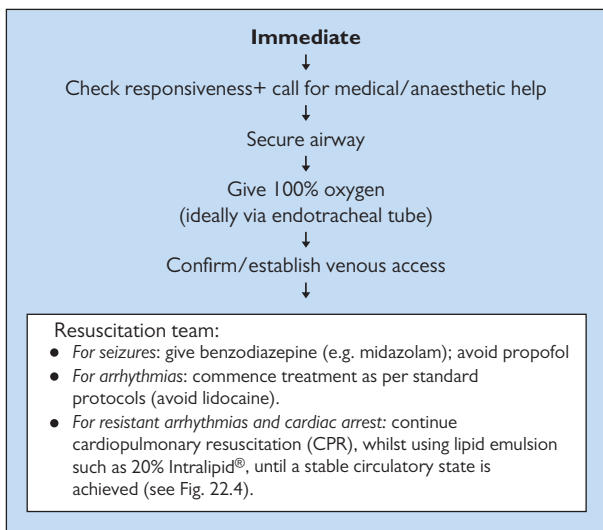 Immediate
Check responsiveness+ call for medical/anaesthetic help
Secure airway
Give 100% oxygen
(ideally via endotracheal tube)
Confirm/establish venous access
Resuscitation team:
● For seizures: give benzodiazepine (e.g. midazolam); avoid propofol
● For arrhythmias: commence treatment as per standard
protocols (avoid lidocaine).
● For resistant arrhythmias and cardiac arrest: continue
cardiopulmonary resuscitation (CPR), whilst using lipid emulsion
such as 20% Intralipid®, until a stable circulatory state is
achieved (see Fig. 22.4).